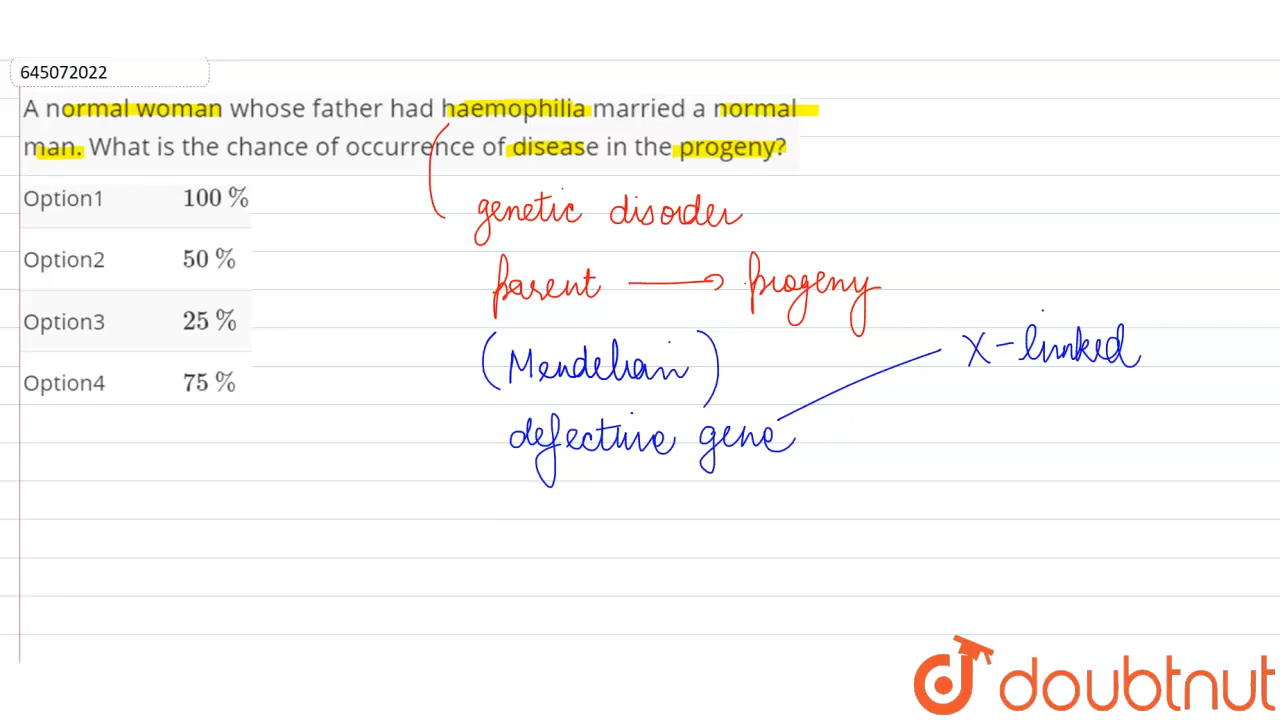 645072022
A normal woman whose father had haemophilia married a normal
man. What is the chance of occurrence of disease in the progeny?
Option1 100 %
Option2 50 %
Option3 25 %
Option4 75 %
genetic disorder
Parent → Progeny
(Mendelian)
X-linked
defective gene
doubtnut